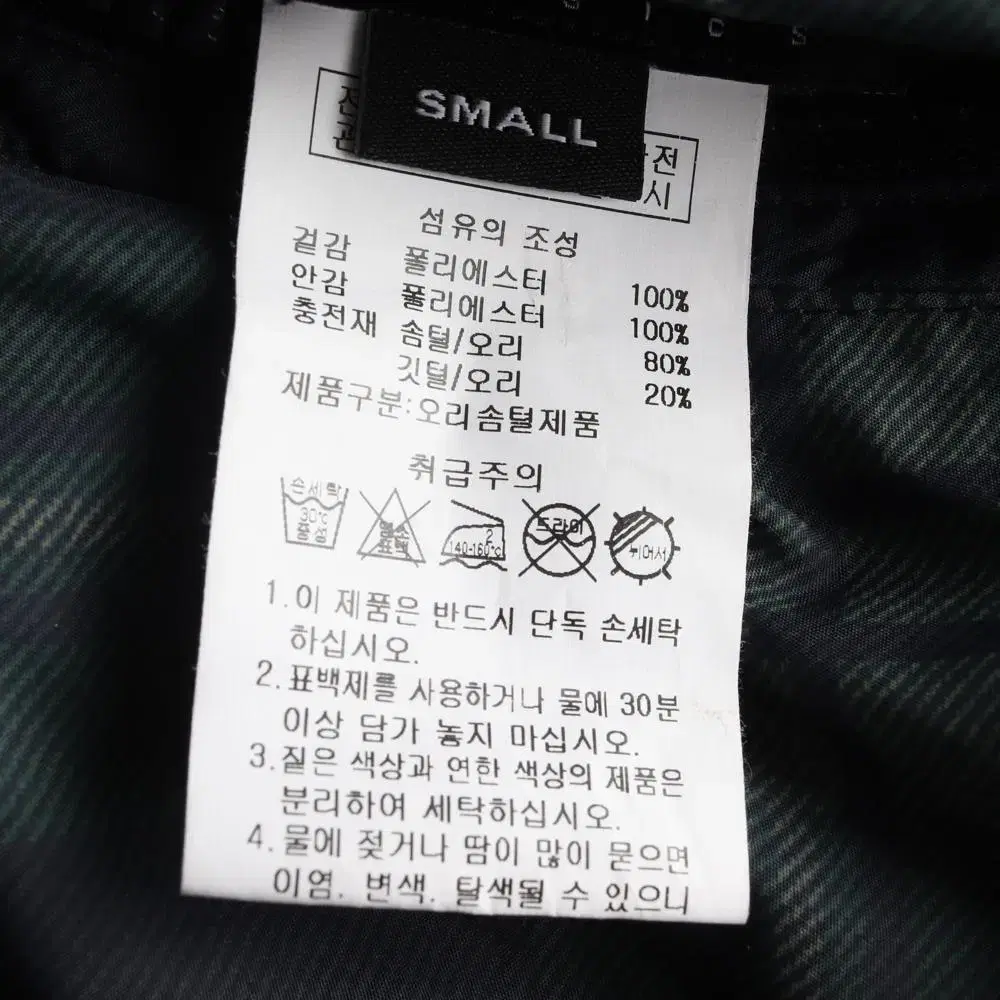 SICS
SMALL
전
시
섬유의 조성
겉감 폴리에스터 100%
안감 폴리에스터 100%
충전재 솜털/오리 80%
깃털/오리 20%
제품구분:오리솜털제품
취급주의
손세탁
30℃
중성
염소
표백
2
140-160℃
드라이
뉘어서
1.이 제품은 반드시 단독 손세탁
하십시오.
2.표백제를 사용하거나 물에 30분
이상 담가 놓지 마십시오.
3.짙은 색상과 연한 색상의 제품은
분리하여 세탁하십시오.
4.물에 젖거나 땀이 많이 묻으면
이염. 변색. 탈색될 수 있으니